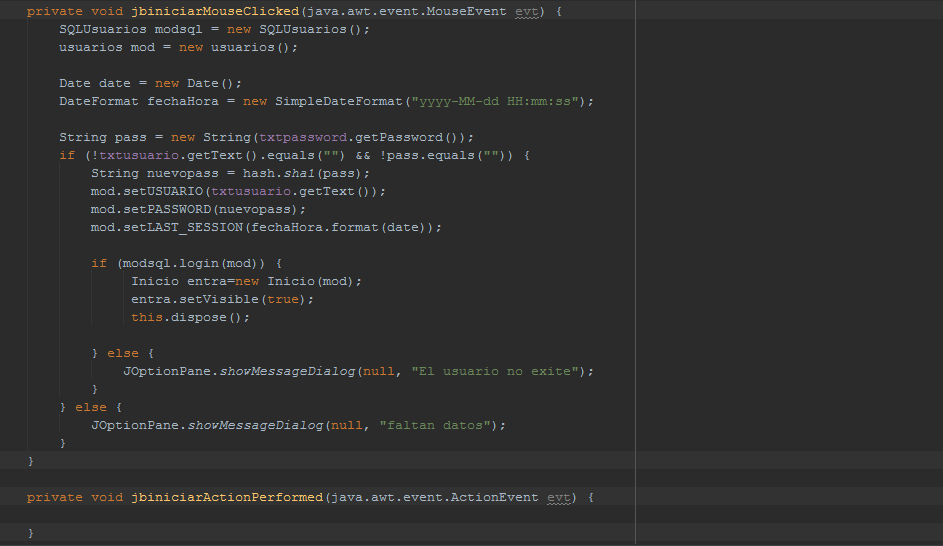 private void jbiniciarMouseClicked(java.awt.event.MouseEvent evt) {
    SQLUsuarios modsql = new SQLUsuarios();
    usuarios mod = new usuarios();

    Date date = new Date();
    DateFormat fechaHora = new SimpleDateFormat("yyyy-MM-dd HH:mm:ss");

    String pass = new String(txtpassword.getPassword());
    if (!txtusuario.getText().equals("") && !pass.equals("")) {
        String nuevopass = hash.sha1(pass);
        mod.setUSUARIO(txtusuario.getText());
        mod.setPASSWORD(nuevopass);
        mod.setLAST_SESSION(fechaHora.format(date));

        if (modsql.login(mod)) {
             Inicio entra=new Inicio(mod);
             entra.setVisible(true);
             this.dispose();

        } else {
            JOptionPane.showMessageDialog(null, "El usuario no exite");
        }
    } else {
        JOptionPane.showMessageDialog(null, "faltan datos");
    }
}

private void jbiniciarActionPerformed(java.awt.event.ActionEvent evt) {

}